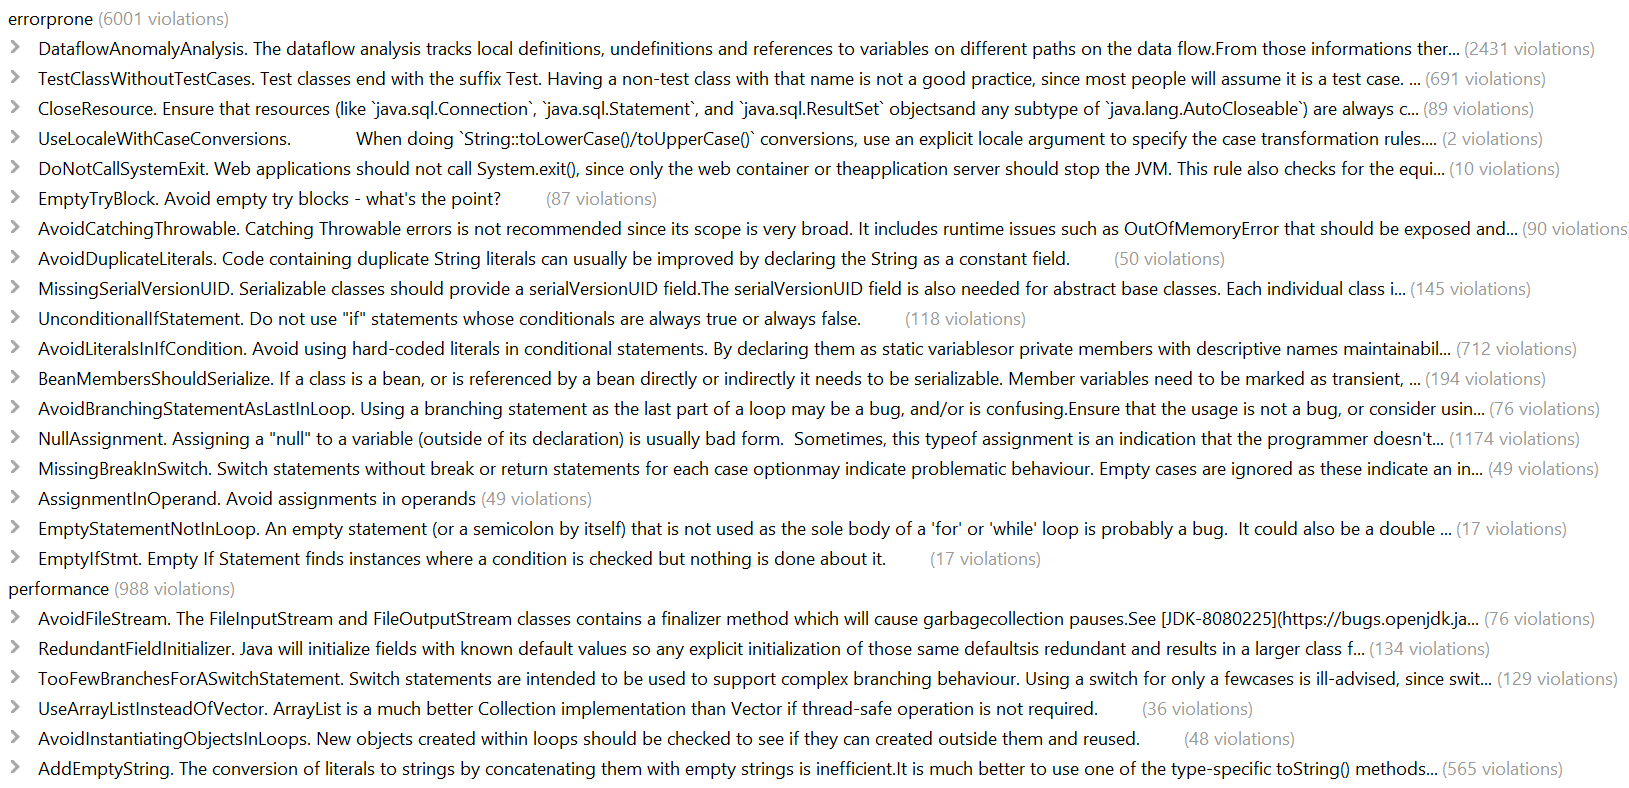 errorprone (6001 violations)
DataflowAnomalyAnalysis. The dataflow analysis tracks local definitions, undefinitions and references to variables on different paths on the data flow.From those informations ther... (2431 violations)
TestClassWithoutTestCases. Test classes end with the suffix Test. Having a non-test class with that name is not a good practice, since most people will assume it is a test case. ... (691 violations)
CloseResource. Ensure that resources (like `java.sql.Connection`, `java.sql.Statement`, and `java.sql.ResultSet` objectsand any subtype of `java.lang.AutoCloseable`) are always c... (89 violations)
UseLocaleWithCaseConversions. When doing `String::toLowerCase()/toUpperCase()` conversions, use an explicit locale argument to specify the case transformation rules.... (2 violations)
DoNotCallSystemExit. Web applications should not call System.exit(), since only the web container or theapplication server should stop the JVM. This rule also checks for the equi... (10 violations)
EmptyTryBlock. Avoid empty try blocks - what's the point? (87 violations)
AvoidCatchingThrowable. Catching Throwable errors is not recommended since its scope is very broad. It includes runtime issues such as OutOfMemoryError that should be exposed and... (90 violations
AvoidDuplicateLiterals. Code containing duplicate String literals can usually be improved by declaring the String as a constant field. (50 violations)
MissingSerialVersionUID. Serializable classes should provide a serialVersionUID field.The serialVersionUID field is also needed for abstract base classes. Each individual class i... (145 violations)
UnconditionalIfStatement. Do not use "if" statements whose conditionals are always true or always false. (118 violations)
AvoidLiteralsInIfCondition. Avoid using hard-coded literals in conditional statements. By declaring them as static variablesor private members with descriptive names maintainabil... (712 violations)
BeanMembersShouldSerialize. If a class is a bean, or is referenced by a bean directly or indirectly it needs to be serializable. Member variables need to be marked as transient, ... (194 violations)
AvoidBranchingStatementAsLastInLoop. Using a branching statement as the last part of a loop may be a bug, and/or is confusing.Ensure that the usage is not a bug, or consider usin... (76 violations)
NullAssignment. Assigning a "null" to a variable (outside of its declaration) is usually bad form.  Sometimes, this typeof assignment is an indication that the programmer doesn't... (1174 violations)
MissingBreakInSwitch. Switch statements without break or return statements for each case optionmay indicate problematic behaviour. Empty cases are ignored as these indicate an in... (49 violations)
AssignmentInOperand. Avoid assignments in operands (49 violations)
EmptyStatementNotInLoop. An empty statement (or a semicolon by itself) that is not used as the sole body of a 'for' or 'while' loop is probably a bug.  It could also be a double ... (17 violations)
EmptyIfStmt. Empty If Statement finds instances where a condition is checked but nothing is done about it. (17 violations)
performance (988 violations)
AvoidFileStream. The FileInputStream and FileOutputStream classes contains a finalizer method which will cause garbagecollection pauses.See [JDK-8080225](https://bugs.openjdk.ja... (76 violations)
RedundantFieldInitializer. Java will initialize fields with known default values so any explicit initialization of those same defaultsis redundant and results in a larger class f... (134 violations)
TooFewBranchesForASwitchStatement. Switch statements are intended to be used to support complex branching behaviour. Using a switch for only a fewcases is ill-advised, since swit... (129 violations)
UseArrayListInsteadOfVector. ArrayList is a much better Collection implementation than Vector if thread-safe operation is not required. (36 violations)
AvoidInstantiatingObjectsInLoops. New objects created within loops should be checked to see if they can created outside them and reused. (48 violations)
AddEmptyString. The conversion of literals to strings by concatenating them with empty strings is inefficient.It is much better to use one of the type-specific toString() methods... (565 violations)